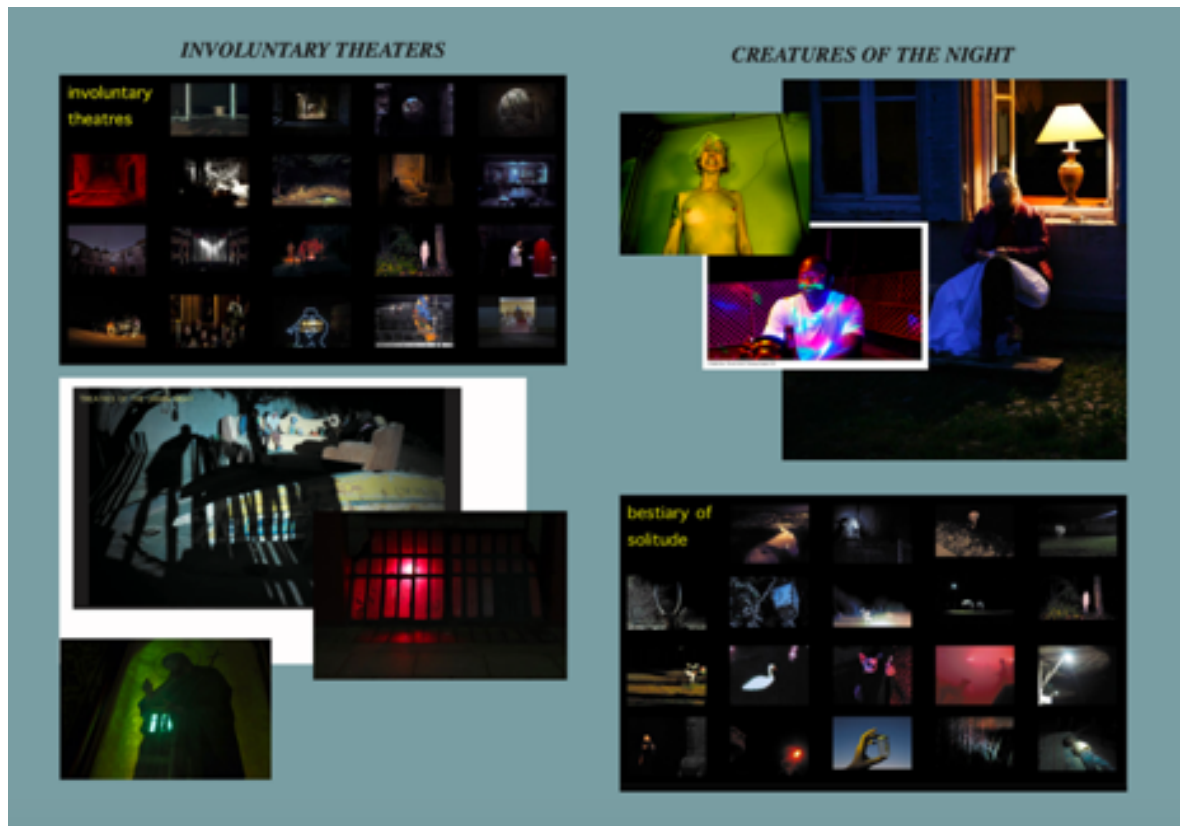 INVOLUNTARY THEATERS
involuntary
theatres
CREATURES OF THE NIGHT
bestiary of
solitude